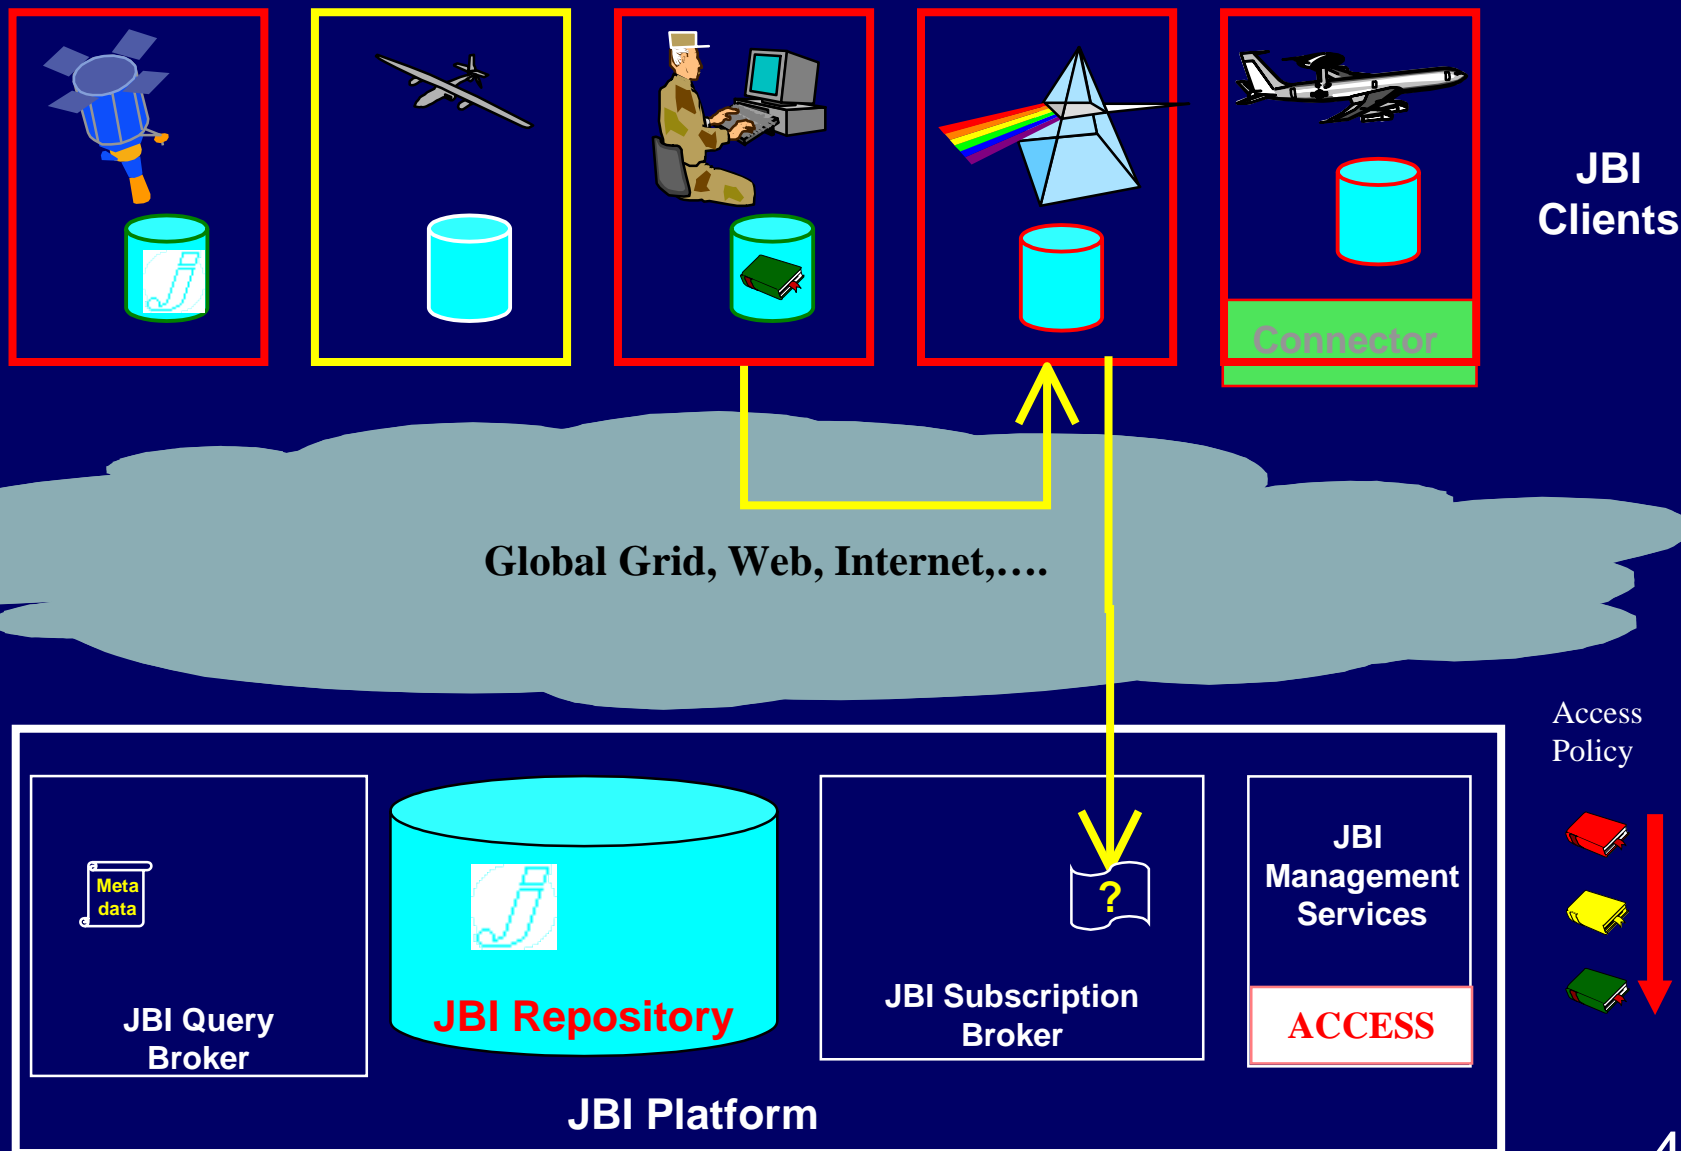 JBI
Clients
Connector
Global Grid, Web, Internet,....
Access
Policy
Meta
data
JBI Query
Broker
J
JBI Repository
?
JBI Subscription
Broker
JBI
Management
Services
ACCESS
JBI Platform
J
4